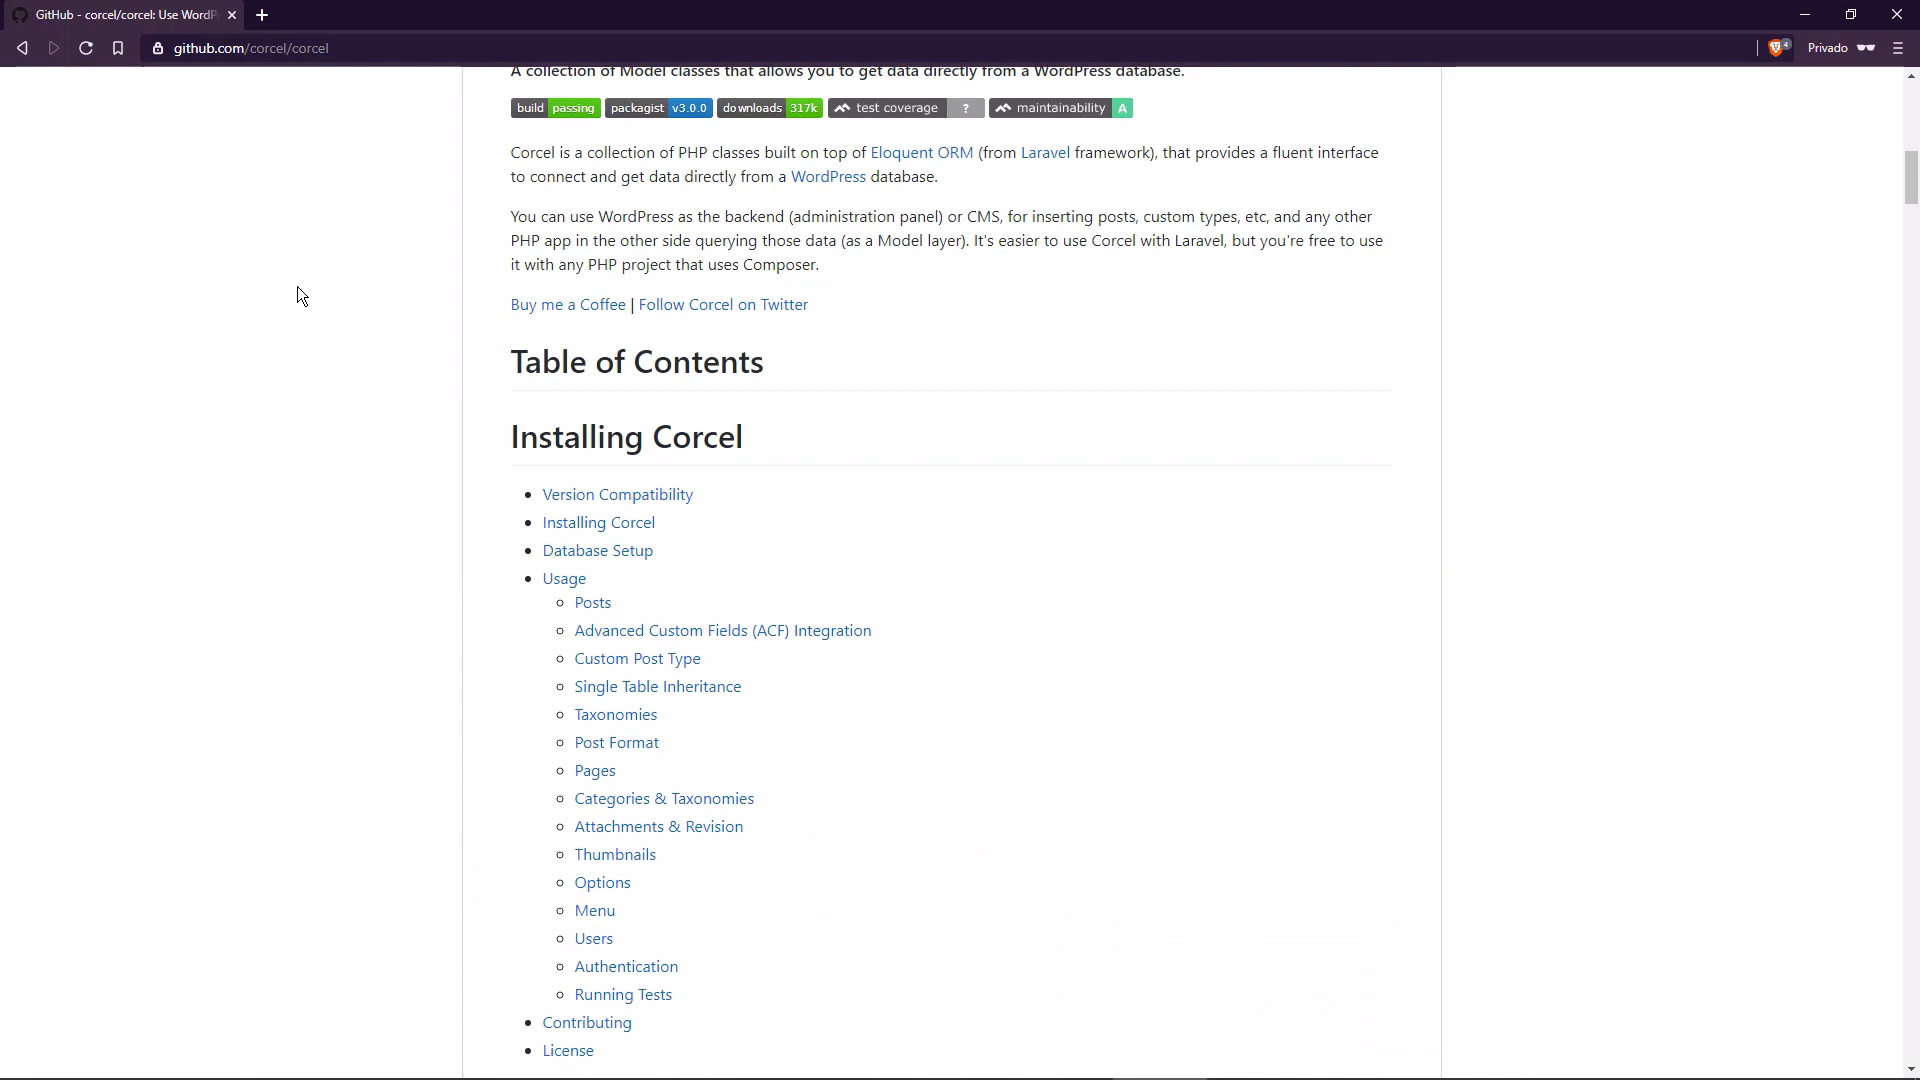 GitHub - corcel/corcel: Use WordP
github.com/corcel/corcel
4
Privado
A collection of Model classes that allows you to get data directly from a WordPress database.
build passing packagist v3.0.0 downloads 317k test coverage ? maintainability A
Corcel is a collection of PHP classes built on top of Eloquent ORM (from Laravel framework), that provides a fluent interface
to connect and get data directly from a WordPress database.
You can use WordPress as the backend (administration panel) or CMS, for inserting posts, custom types, etc, and any other
PHP app in the other side querying those data (as a Model layer). It's easier to use Corcel with Laravel, but you're free to use
it with any PHP project that uses Composer.
Buy me a Coffee | Follow Corcel on Twitter
Table of Contents
Installing Corcel
Version Compatibility
Installing Corcel
Database Setup
Usage
Posts
Advanced Custom Fields (ACF) Integration
Custom Post Type
Single Table Inheritance
Taxonomies
Post Format
Pages
Categories & Taxonomies
Attachments & Revision
Thumbnails
Options
Menu
Users
Authentication
Running Tests
Contributing
License